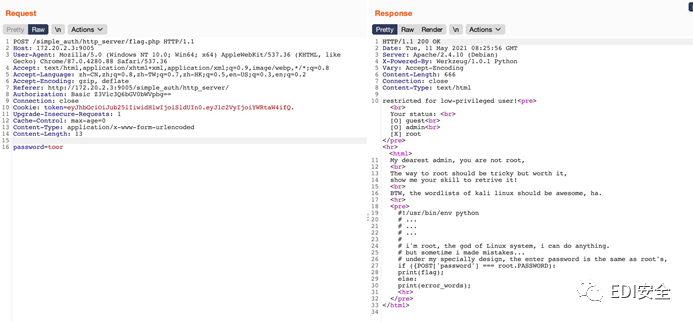 Request
Response
Pretty Raw \n Actions
Pretty Raw Render \n Actions
1 POST /simple_auth/http_server/flag.php HTTP/1.1
2 Host: 172.20.2.3:9005
3 User-Agent: Mozilla/5.0 (Windows NT 10.0; Win64; x64) AppleWebKit/537.36 (KHTML, like
Gecko) Chrome/87.0.4280.88 Safari/537.36
4 Accept: text/html,application/xhtml+xml,application/xml;q=0.9,image/webp,*/*;q=0.8
5 Accept-Language: zh-CN,zh;q=0.8,zh-TW;q=0.7,zh-HK;q=0.5,en-US;q=0.3,en;q=0.2
6 Accept-Encoding: gzip, deflate
7 Referer: http://172.20.2.3:9005/simple_auth/http_server/
8 Authorization: Basic
9 Connection: close
10 Cookie:
11 Upgrade-Insecure-Requests: 1
12 Cache-Control: max-age=0
13 Content-Type: application/x-www-form-urlencoded
14 Content-Length: 13
15
16 password=toor
1 HTTP/1.1 200 OK
2 Date: Tue, 11 May 2021 08:25:56 GMT
3 Server: Apache/2.4.10 (Debian)
4 X-Powered-By: Werkzeug/1.0.1 Python
5 Vary: Accept-Encoding
6 Content-Length: 666
7 Connection: close
8 Content-Type: text/html
9
10 restricted for low-privileged user!<pre>
<br>
Your status: <br>
[O] guest<br>
[O] admin<br>
[X] root
</pre>
<hr>
<html>
11 My dearest admin, you are not root,
12 <br>
13 The way to root should be tricky but worth it,
14 show me your skill to retrive it!
15 <br>
16 BTW, the wordlists of kali linux should be awesome, ha.
17 <hr>
18 <pre>
19 #!/usr/bin/env python
20 # ...
21 # ...
22 # ...
23 #
24 # i'm root, the god of Linux system, i can do anything.
25 # but sometime i made mistakes...
26 # under my specially design, the enter password is the same as root's,
27 if ((POST['password'] === root.PASSWORD):
28 print(flag);
29 else:
30 print(error_words);
31 <hr>
32 </pre>
33 </html>
34
EDI安全